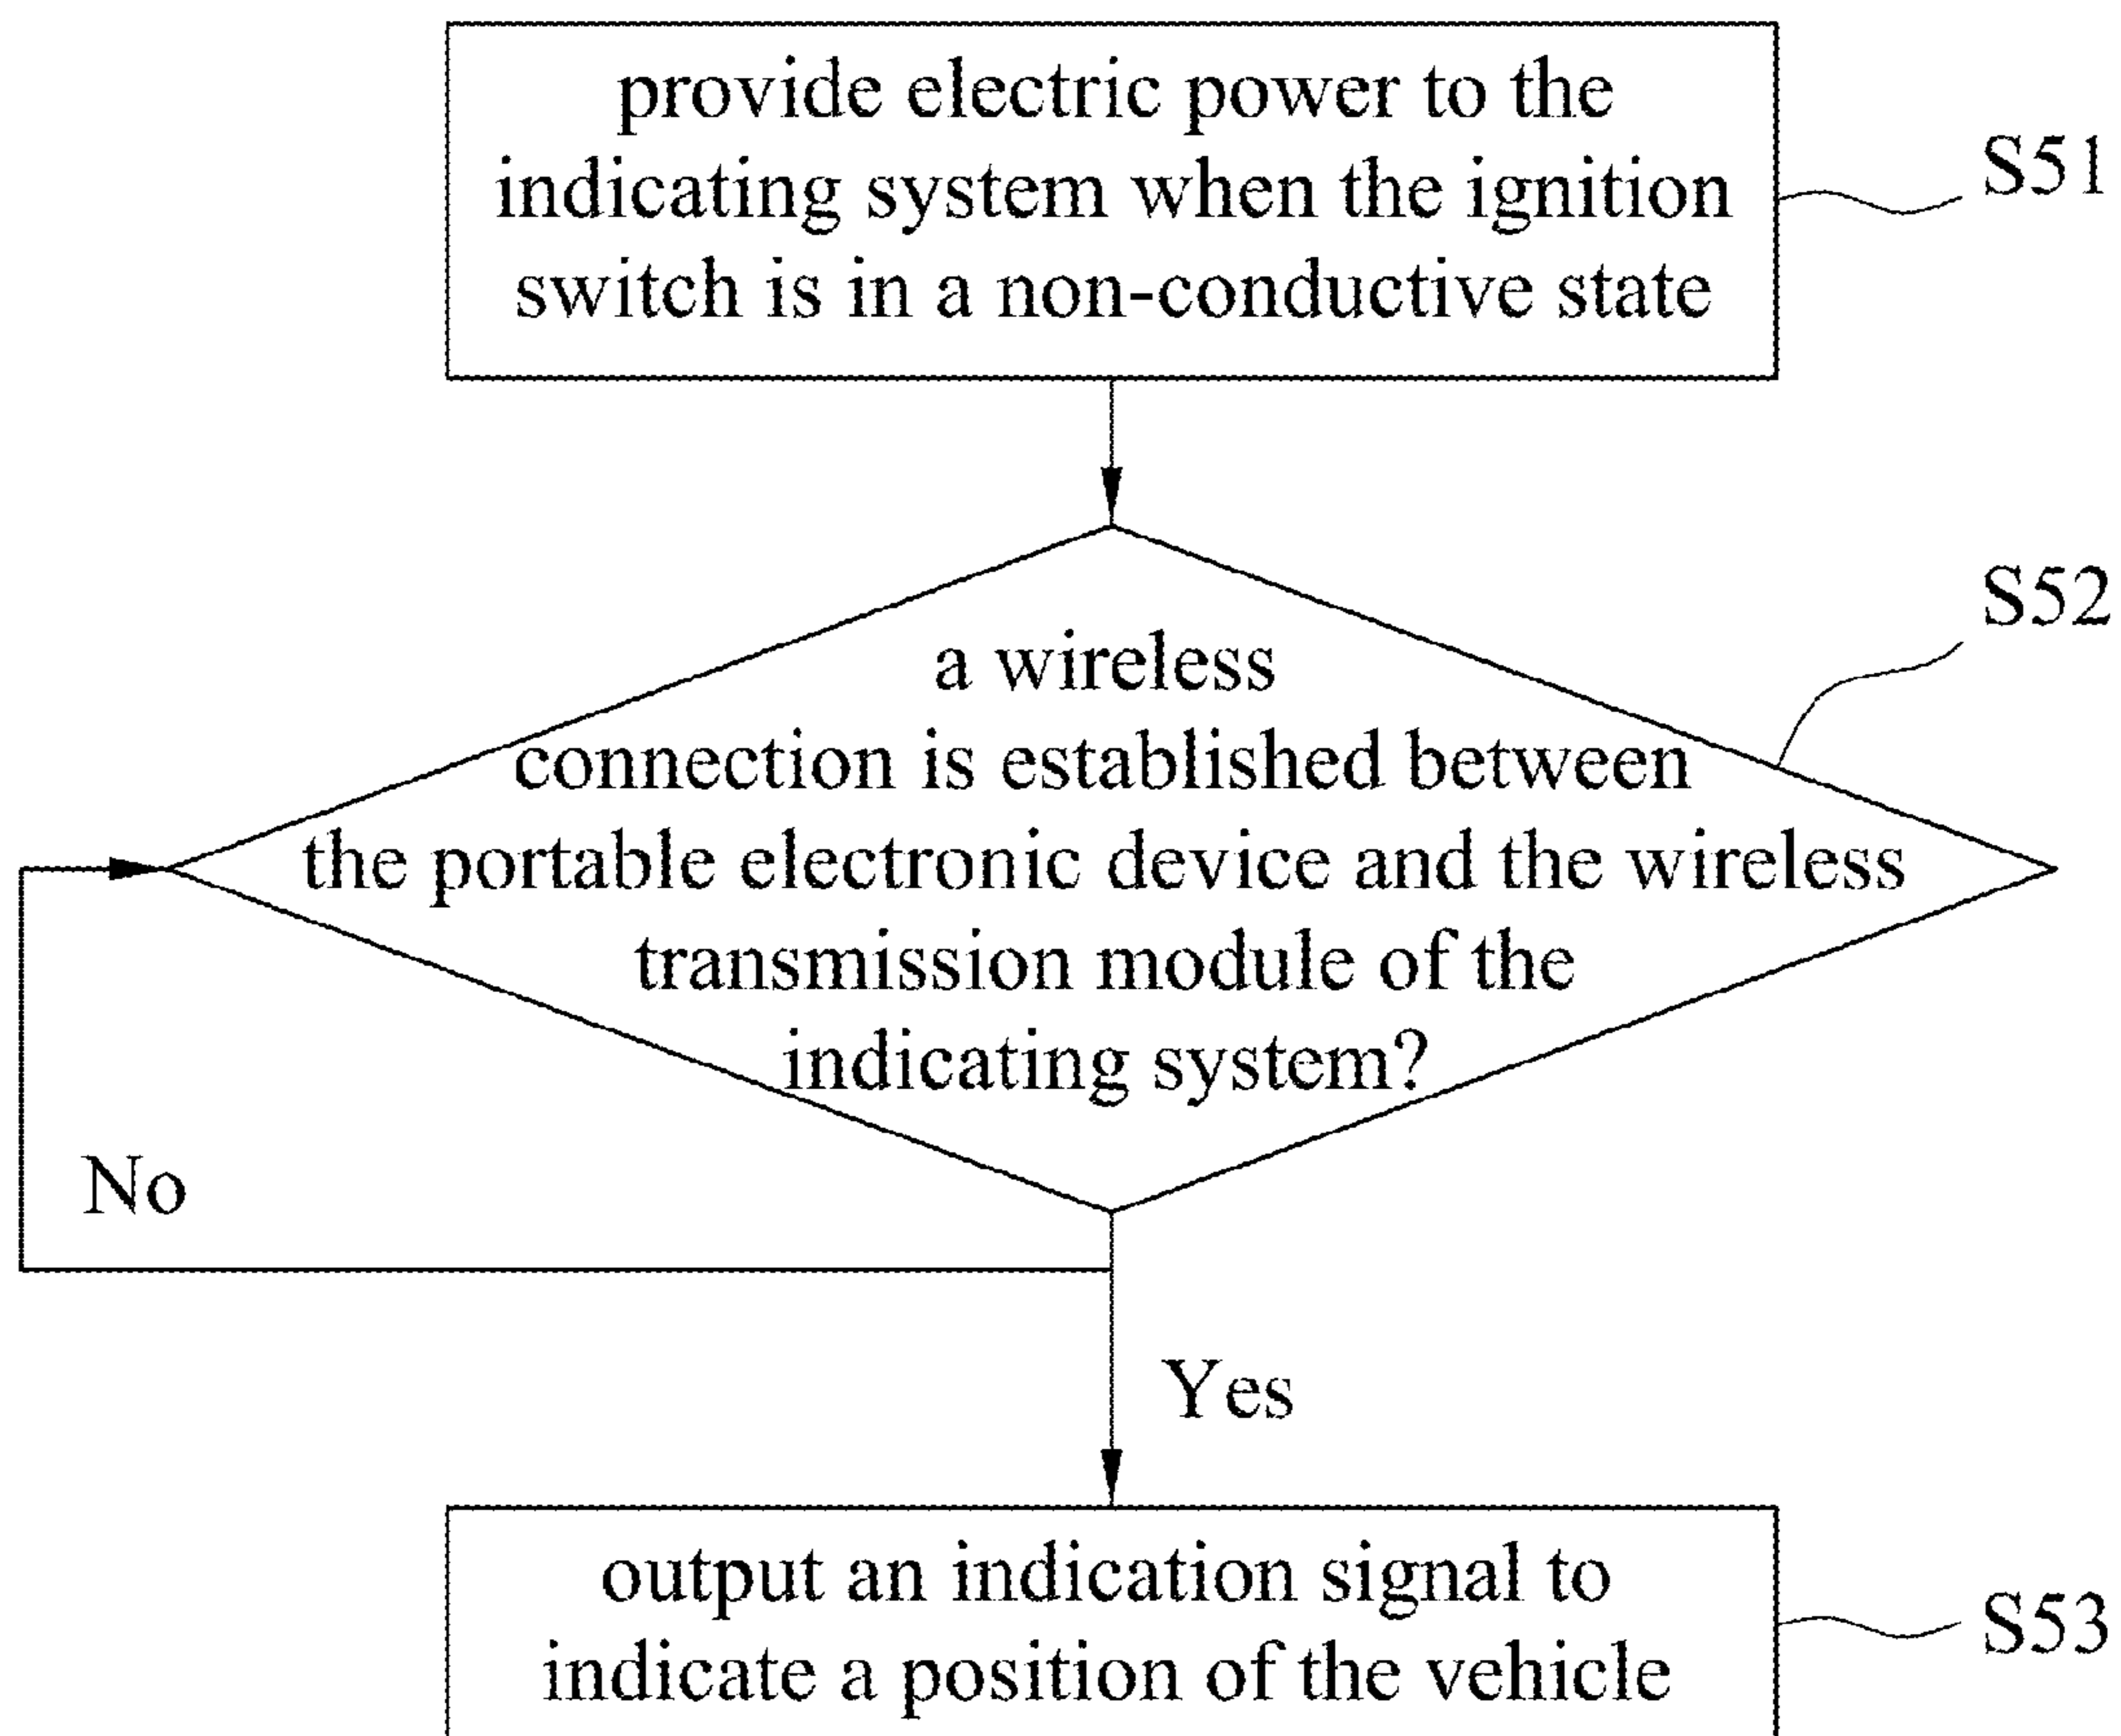 provide electric power to the
indicating system when the ignition
switch is in a non-conductive state
S51
S52
a wireless
connection is established between
the portable electronic device and the wireless
transmission module of the
indicating system?
No
Yes
output an indication signal to
indicate a position of the vehicle
S53